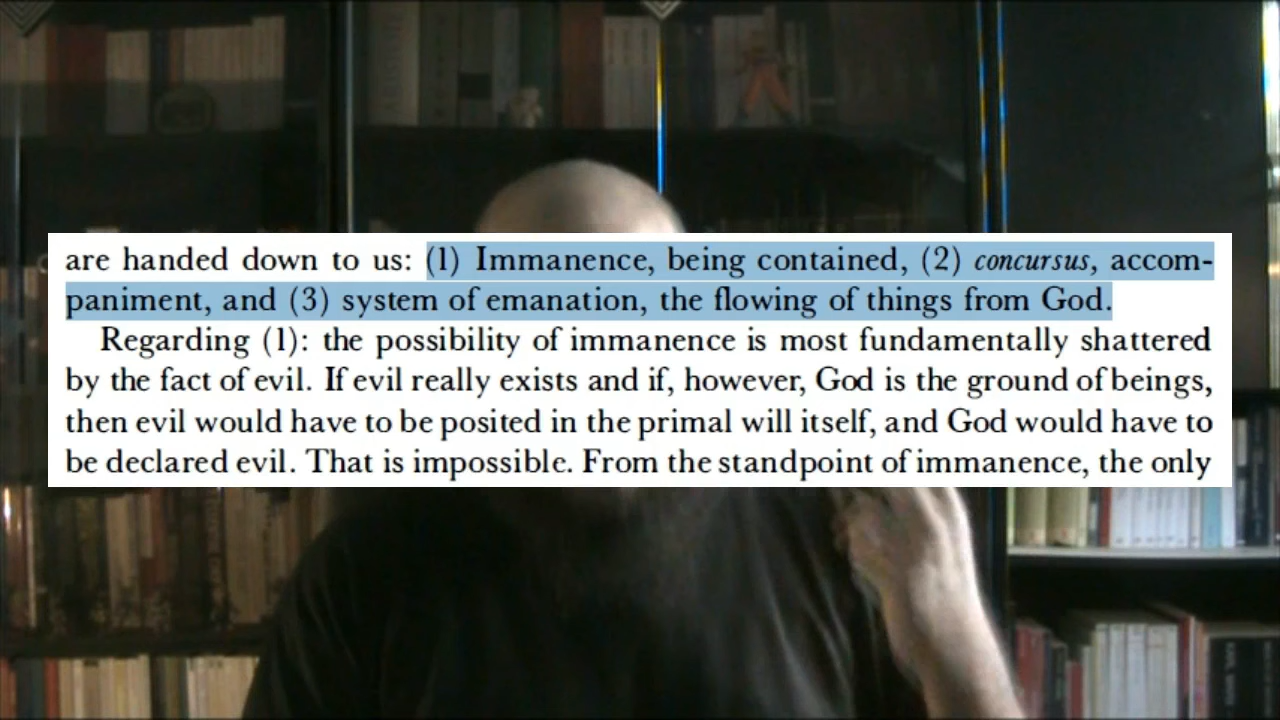 are handed down to us: (1) Immanence, being contained, (2) concursus, accom-
paniment, and (3) system of emanation, the flowing of things from God.
Regarding (1): the possibility of immanence is most fundamentally shattered
by the fact of evil. If evil really exists and if, however, God is the ground of beings,
then evil would have to be posited in the primal will itself, and God would have to
be declared evil. That is impossible. From the standpoint of immanence, the only